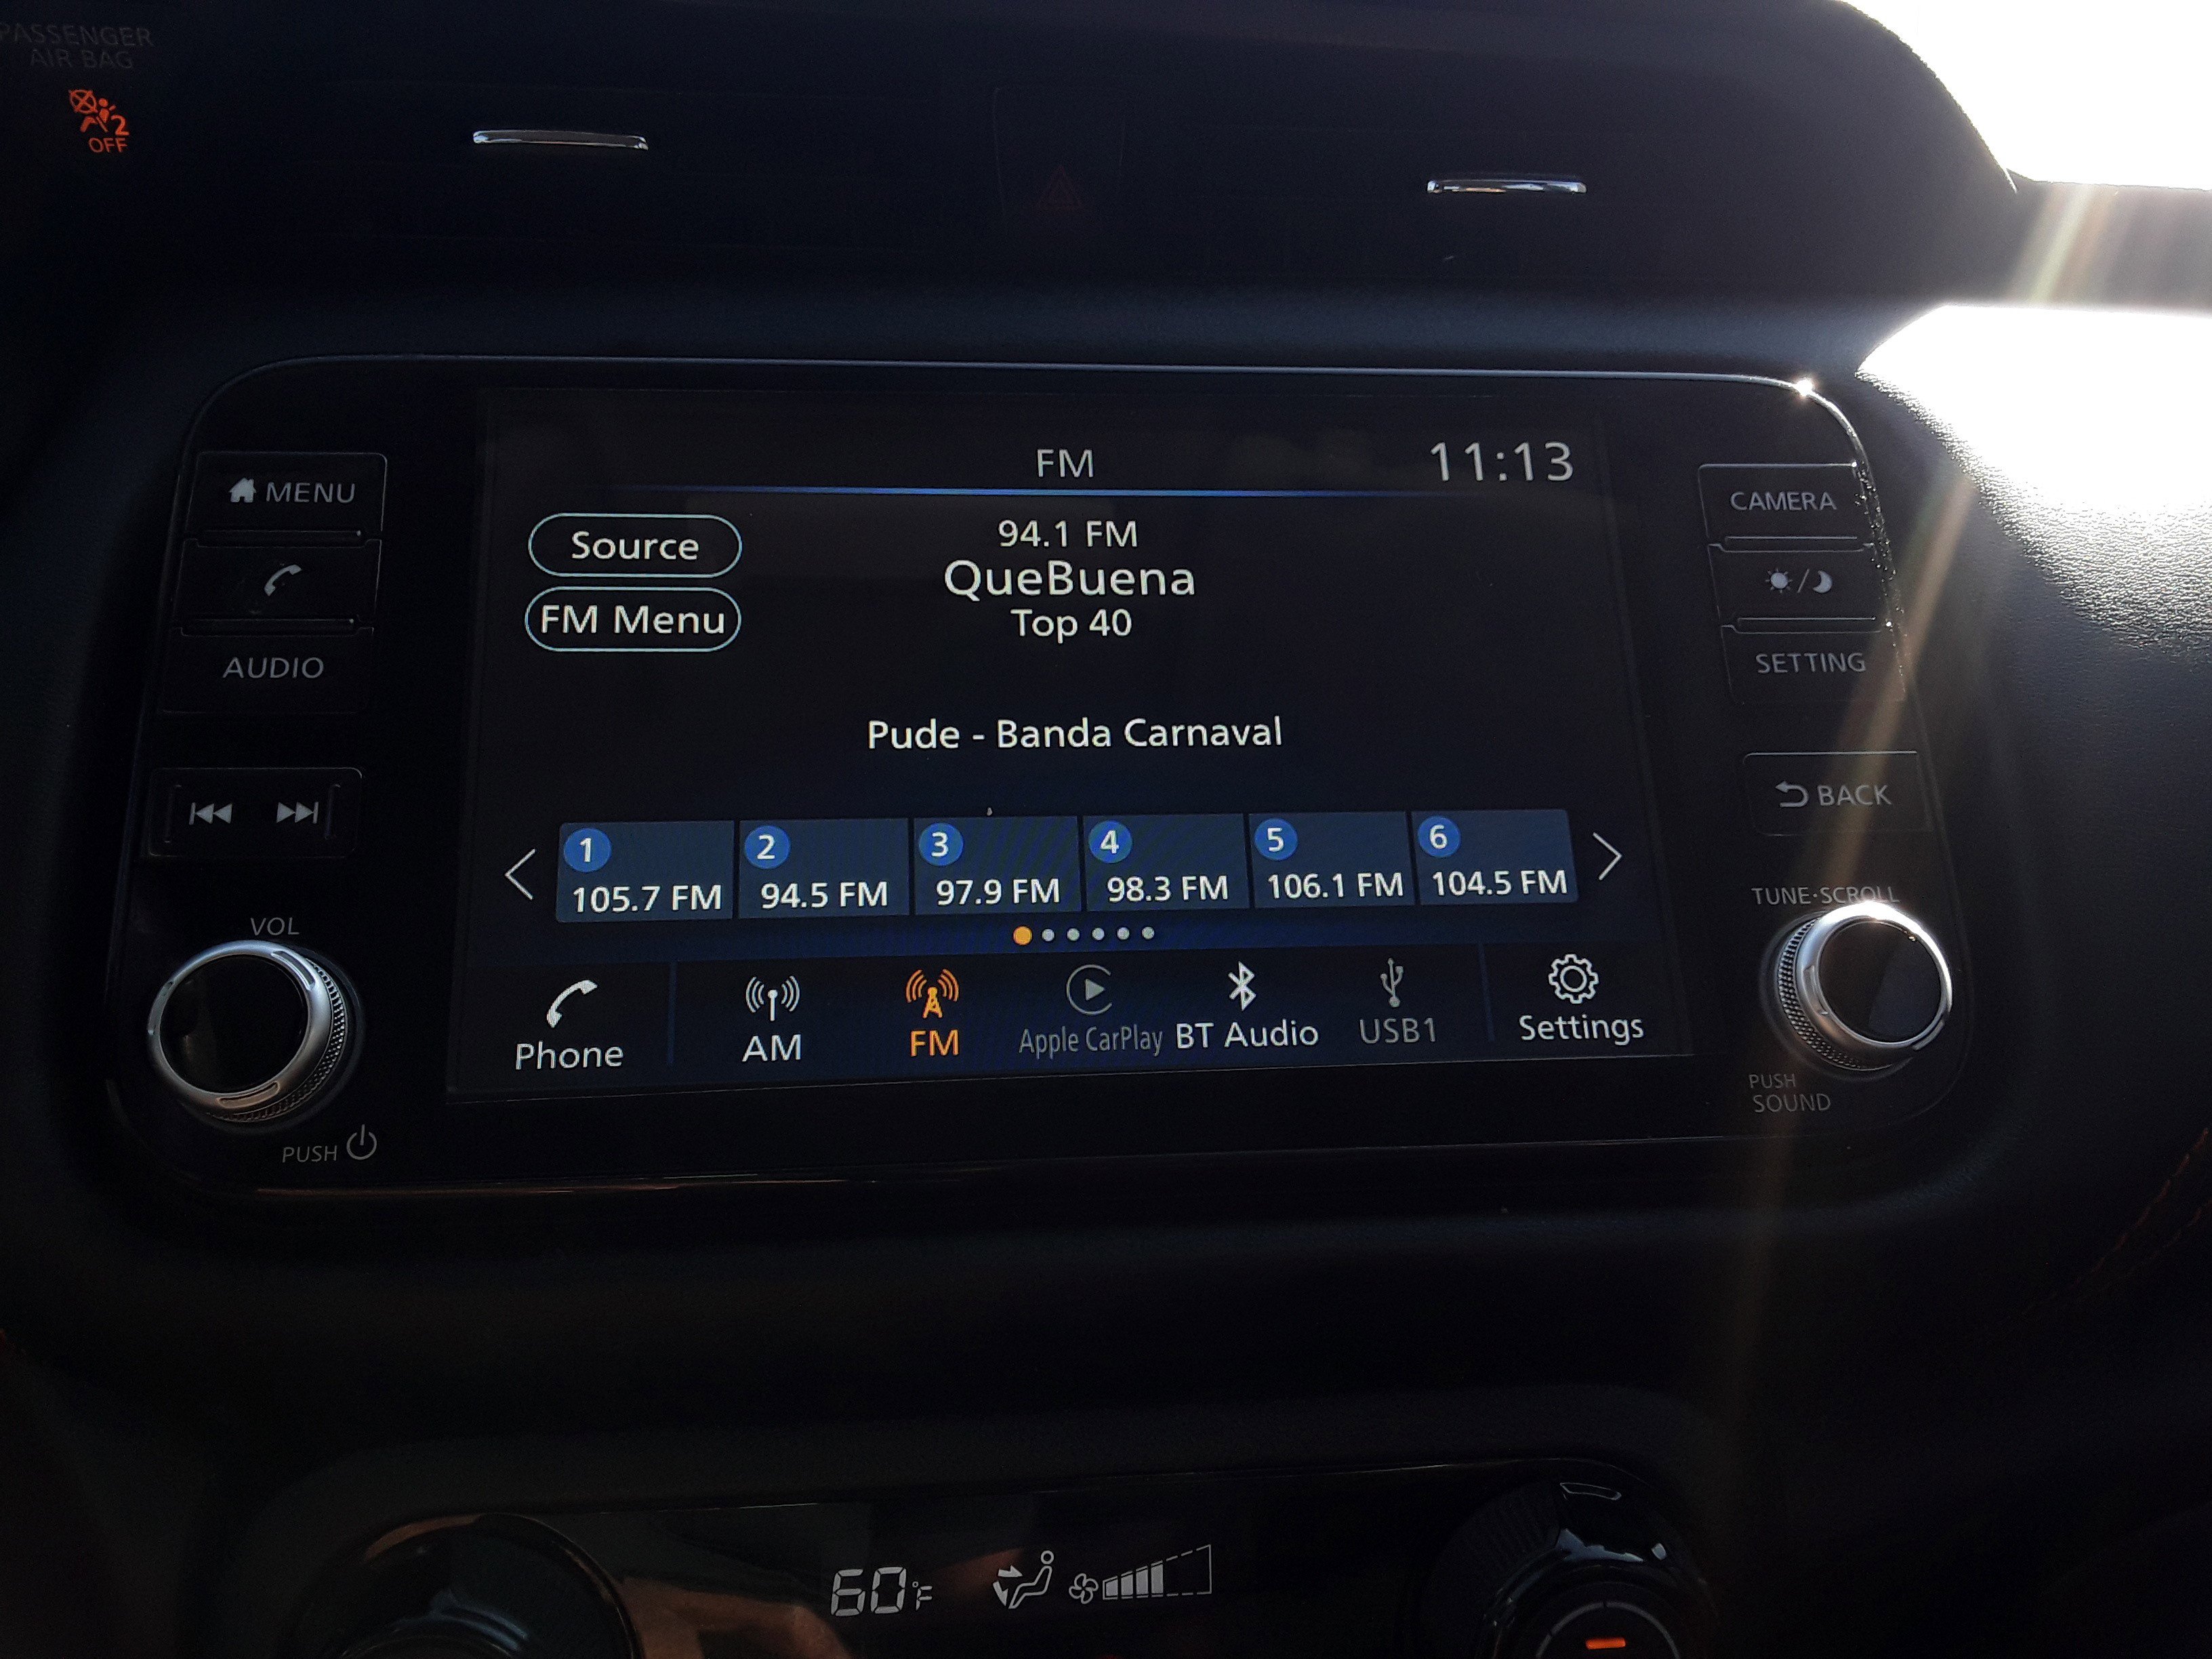 PASSENGER
AIR BAG
2
OFF
FM
11:13
MENU
CAMERA
Source
94.1 FM
QueBuena
FM Menu
Top 40
AUDIO
SETTING
Pude - Banda Carnaval
BACK
1 105.7 FM
2 94.5 FM
3 97.9 FM
4 98.3 FM
5 106.1 FM
6 104.5 FM
VOL
TUNE·SCROLL
Phone
AM
FM
Apple CarPlay
BT Audio
USB1
Settings
PUSH
PUSH
SOUND
60°F